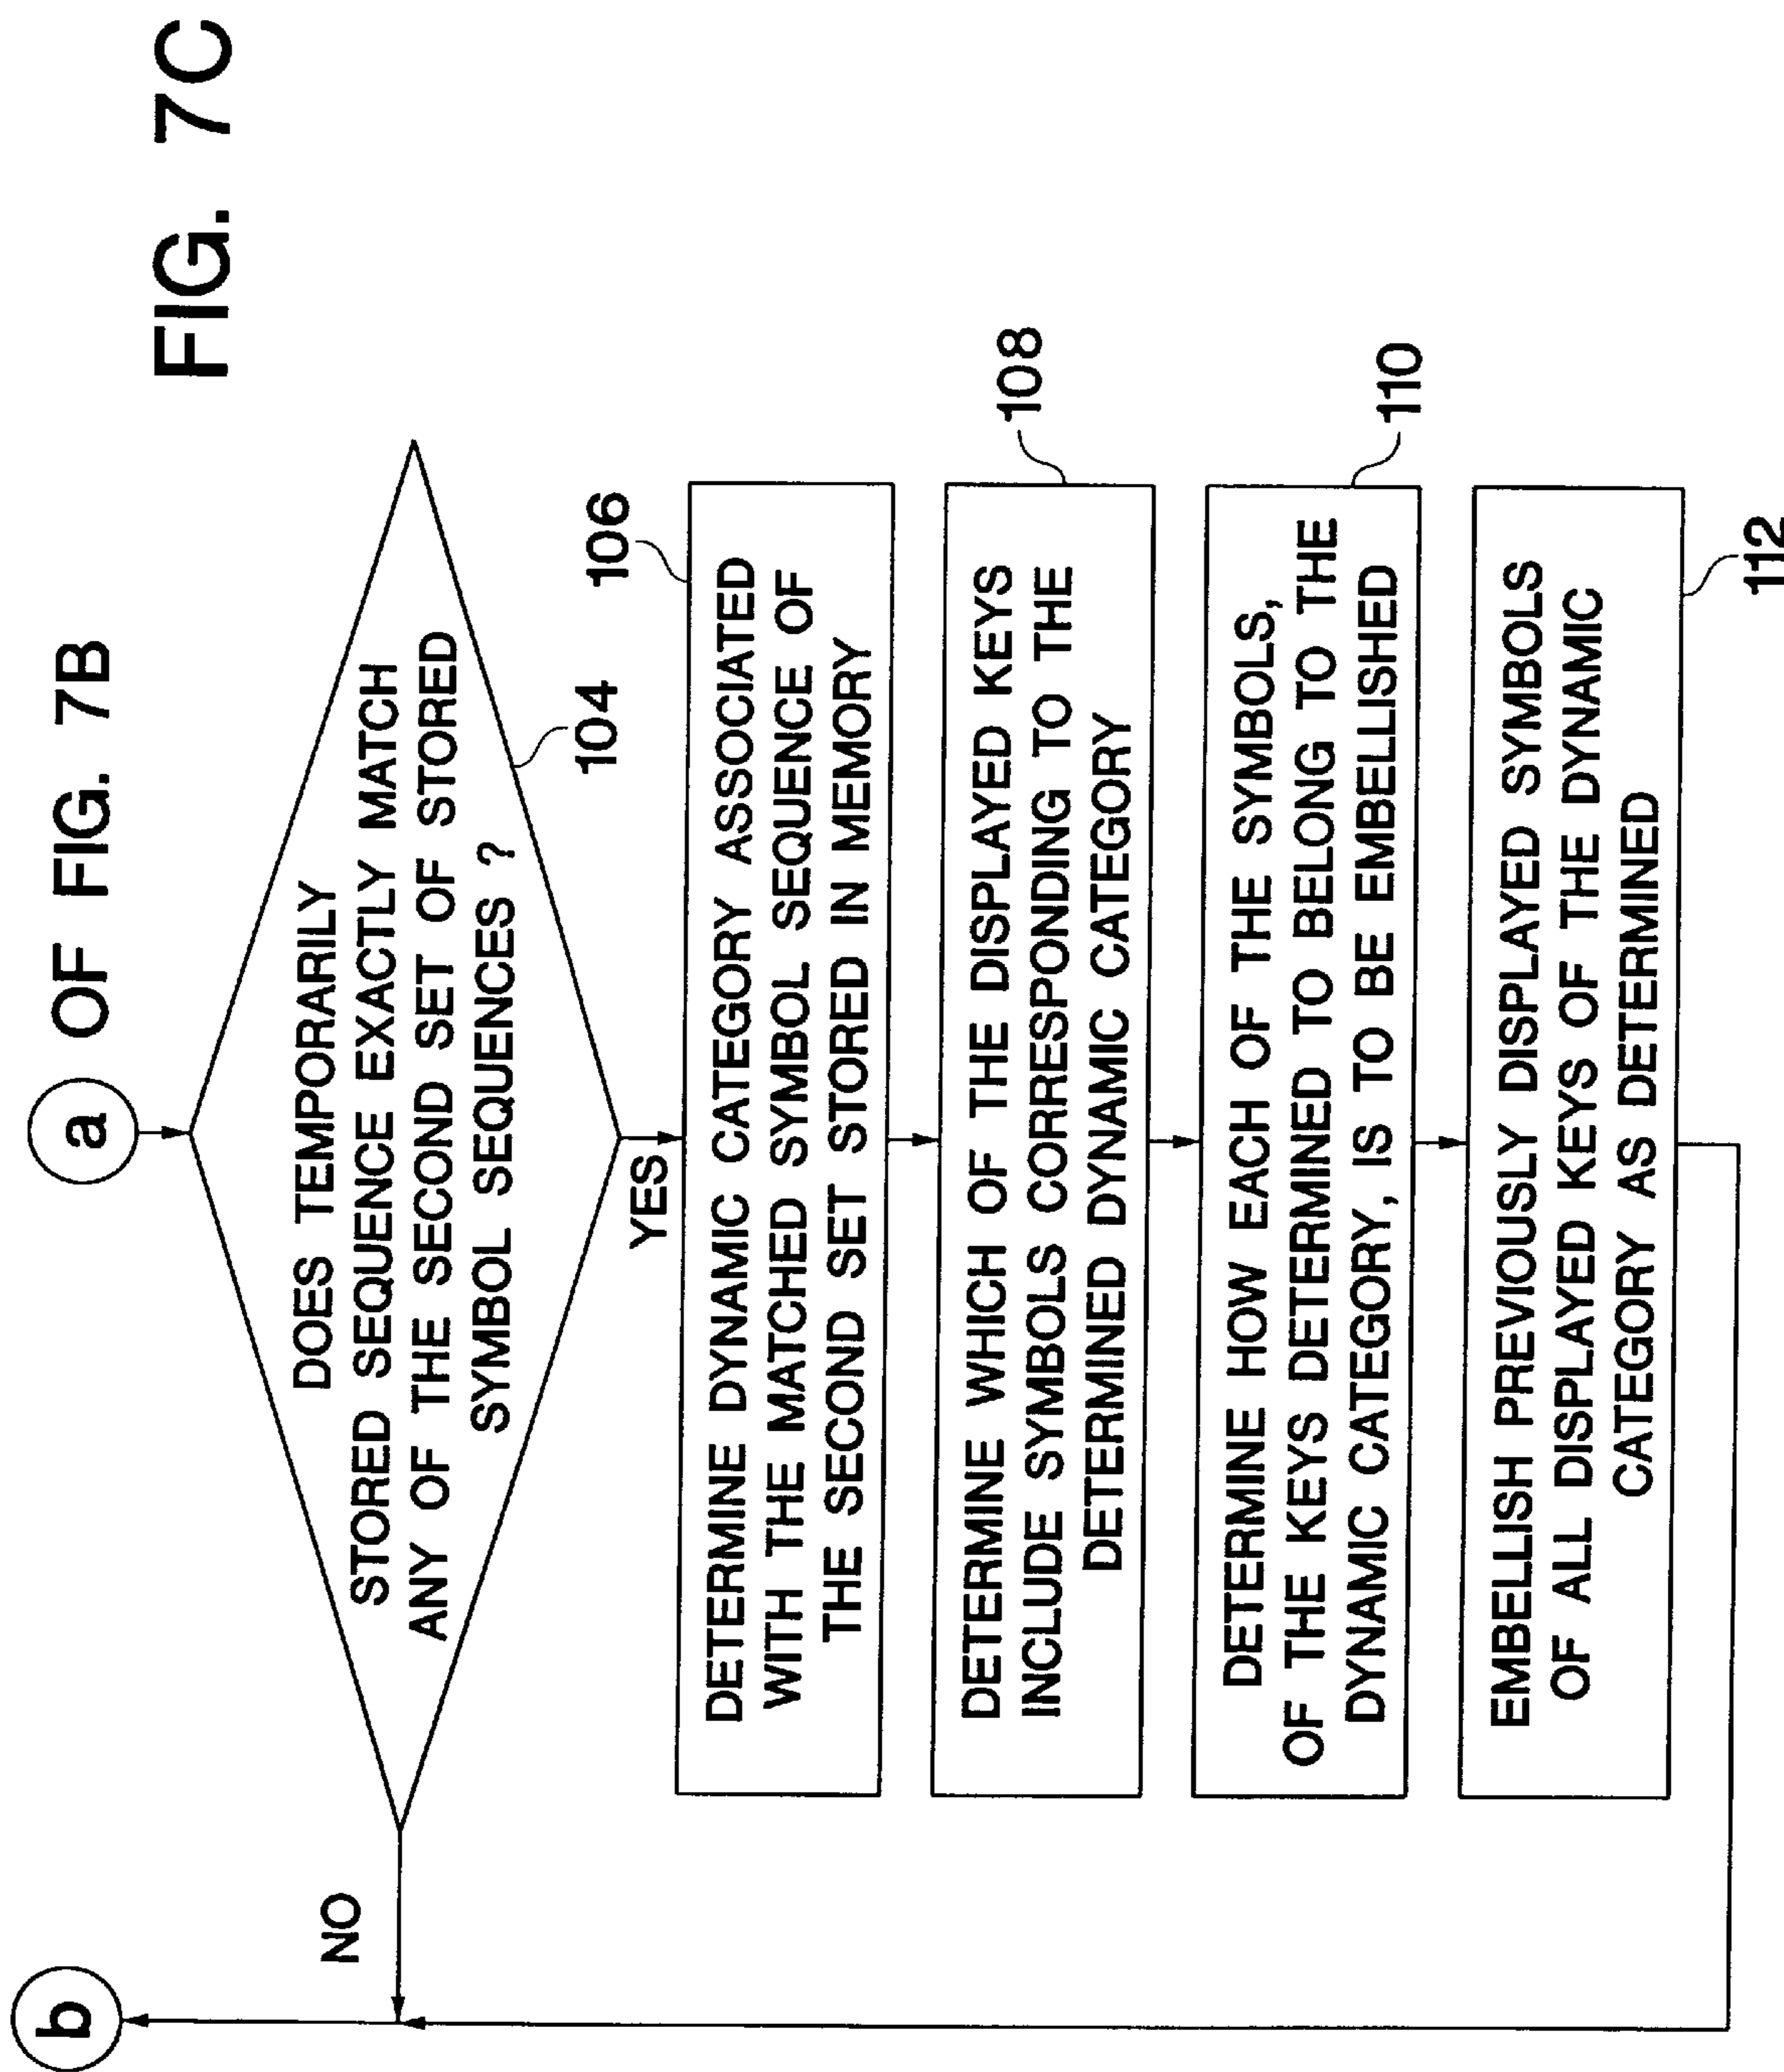 FIG. 7C
a OF FIG. 7B
DOES TEMPORARILY
STORED SEQUENCE EXACTLY MATCH
ANY OF THE SECOND SET OF STORED
SYMBOL SEQUENCES ?
104
NO
b
YES
106
DETERMINE DYNAMIC CATEGORY ASSOCIATED
WITH THE MATCHED SYMBOL SEQUENCE OF
THE SECOND SET STORED IN MEMORY
108
DETERMINE WHICH OF THE DISPLAYED KEYS
INCLUDE SYMBOLS CORRESPONDING TO THE
DETERMINED DYNAMIC CATEGORY
110
DETERMINE HOW EACH OF THE SYMBOLS,
OF THE KEYS DETERMINED TO BELONG TO THE
DYNAMIC CATEGORY, IS TO BE EMBELLISHED
EMBELLISH PREVIOUSLY DISPLAYED SYMBOLS
OF ALL DISPLAYED KEYS OF THE DYNAMIC
CATEGORY AS DETERMINED
112